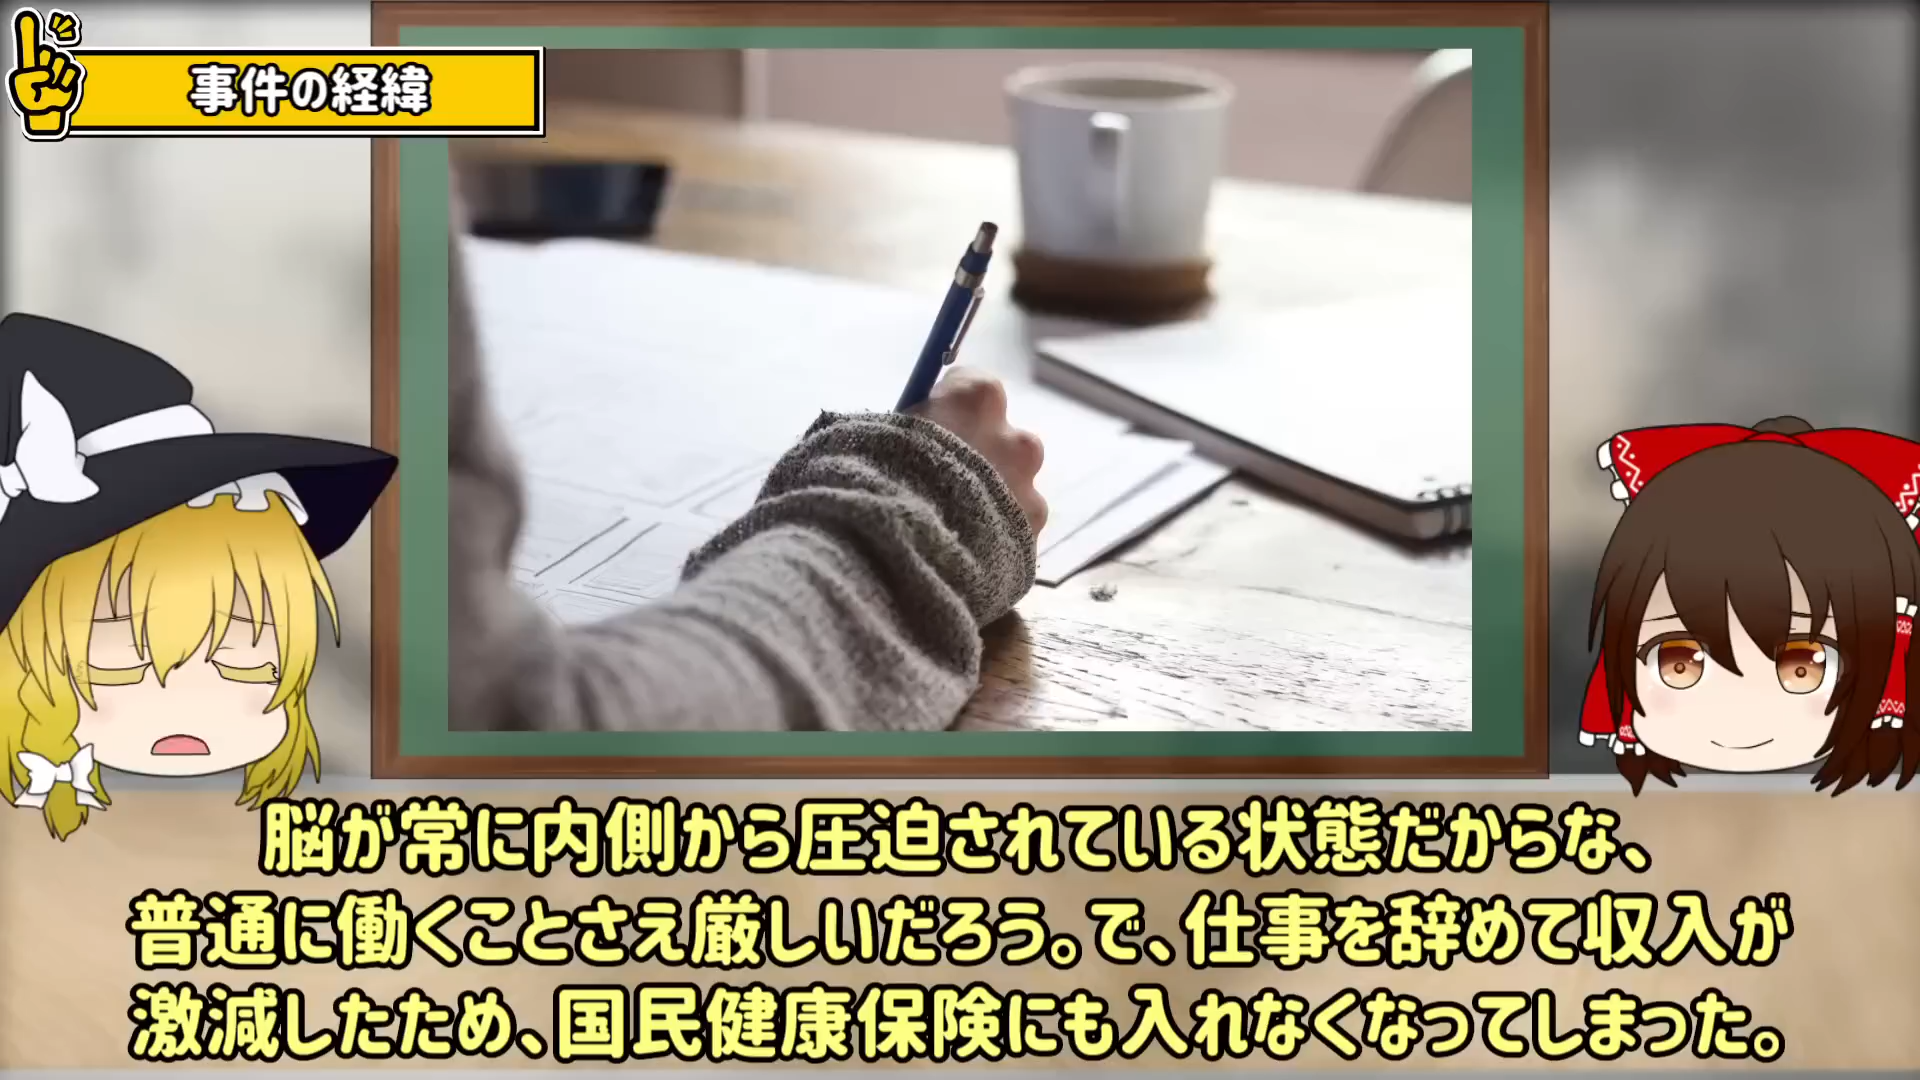 事件の経緯
脳が常に内側から圧迫されている状態だからな、
普通に働くことさえ厳しいだろう。で、仕事を辞めて収入が
激減したため、国民健康保険にも入れなくなってしまった。